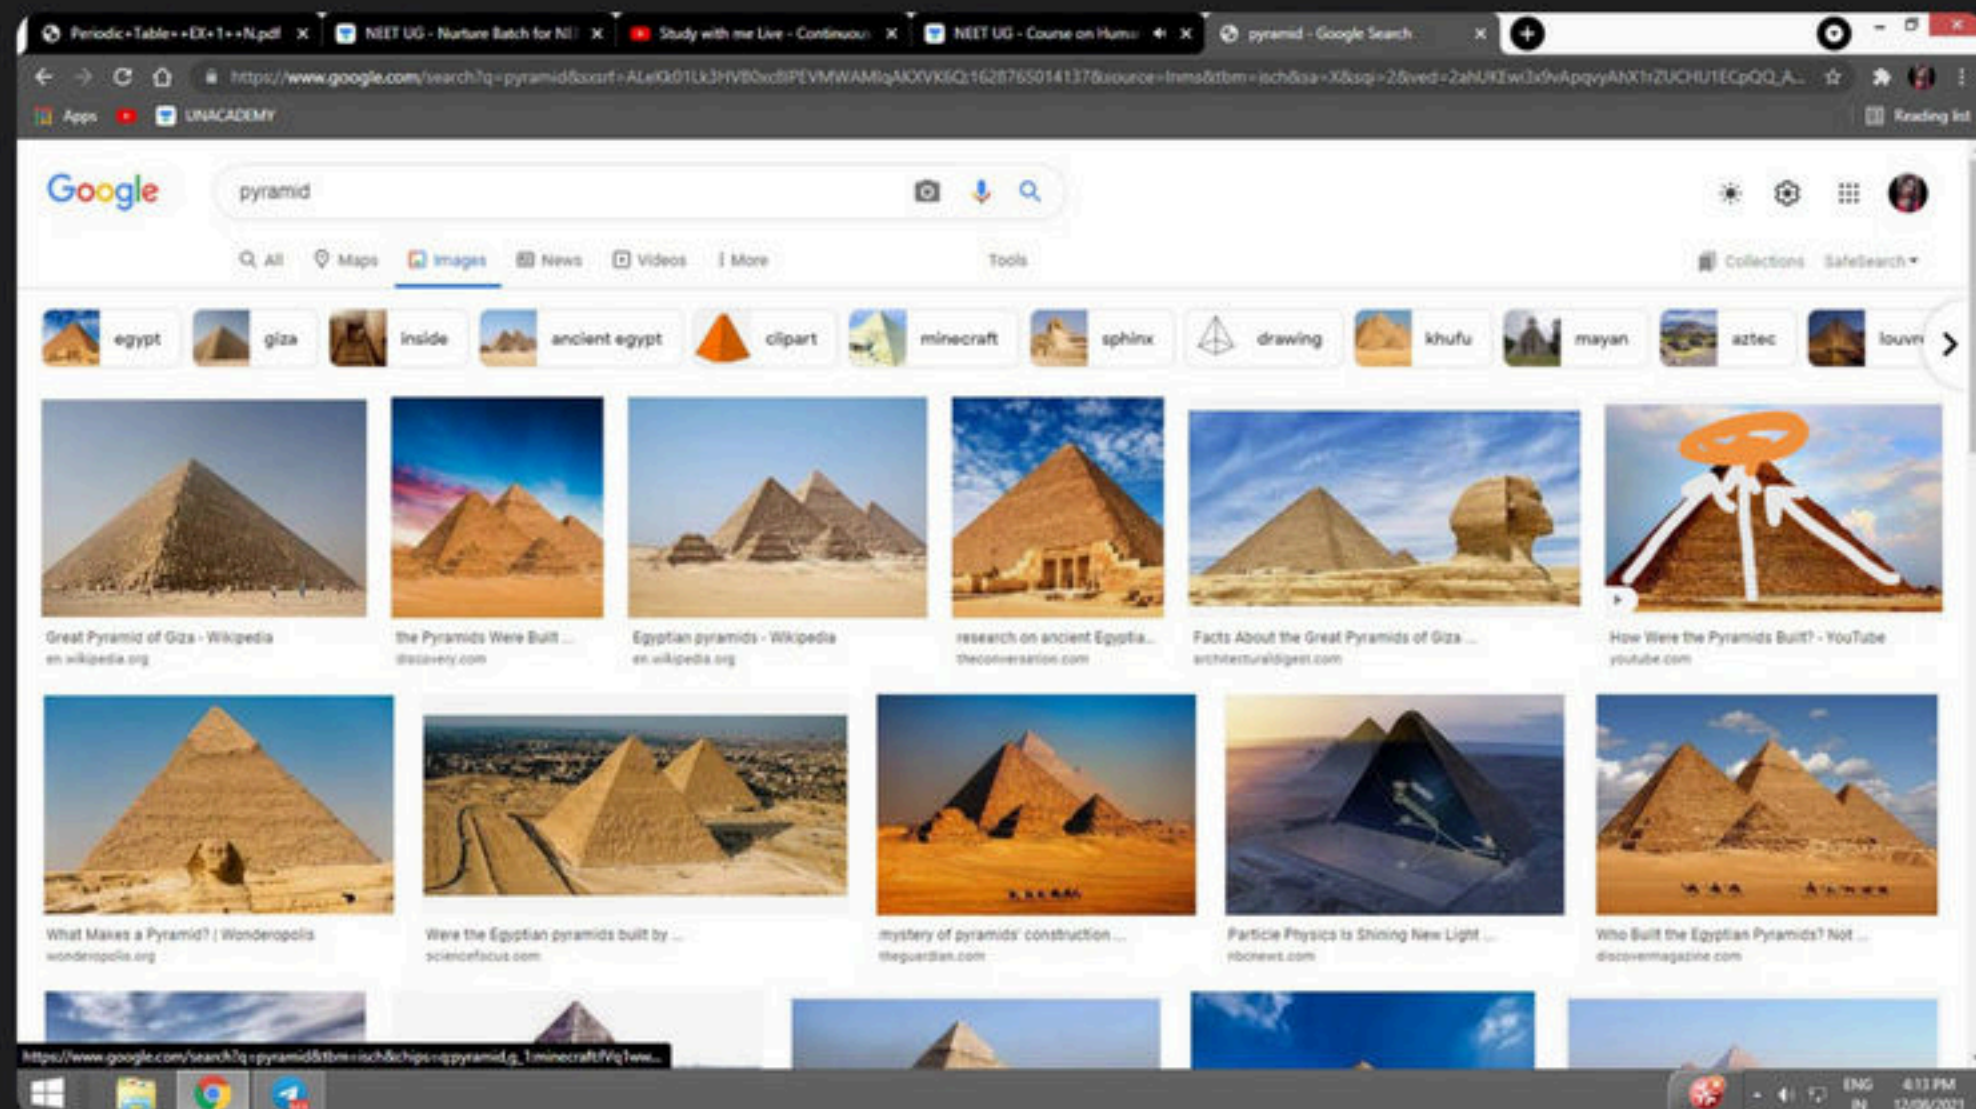 Periodic+Table++EX+1++N.pdf
NEET UG - Nurture Batch for NE
Study with me Live - Continuou
NEET UG - Course on Huma
pyramid - Google Search
UNACADEMY
Apps
Reading list
Google
pyramid
All Maps Images News Videos More Tools
Collections SafeSearch
egypt giza inside ancient egypt clipart minecraft sphinx drawing khufu mayan aztec louvr
Great Pyramid of Giza - Wikipedia
en.wikipedia.org
the Pyramids Were Built ...
discovery.com
Egyptian pyramids - Wikipedia
en.wikipedia.org
research on ancient Egyptia...
theconversation.com
Facts About the Great Pyramids of Giza ...
architecturaldigest.com
How Were the Pyramids Built? - YouTube
youtube.com
What Makes a Pyramid? | Wonderopolis
wonderopolis.org
Were the Egyptian pyramids built by ...
sciencefocus.com
mystery of pyramids' construction ...
theguardian.com
Particle Physics Is Shining New Light ...
nbcnews.com
Who Built the Egyptian Pyramids? Not ...
discovermagazine.com
ENG
IN
4:13 PM
12/08/2021